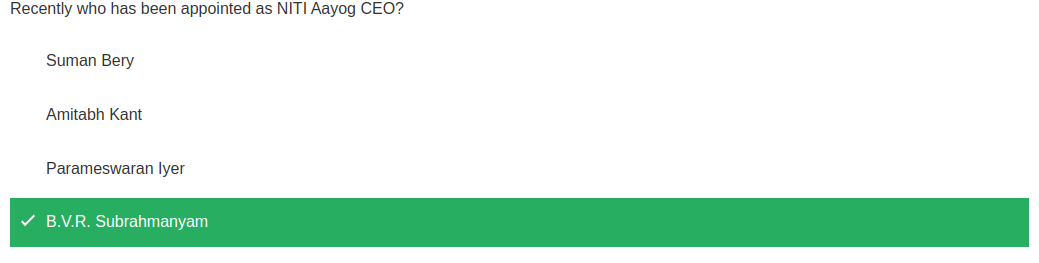 Recently who has been appointed as NITI Aayog CEO?
Suman Bery
Amitabh Kant
Parameswaran Iyer
B.V.R. Subrahmanyam